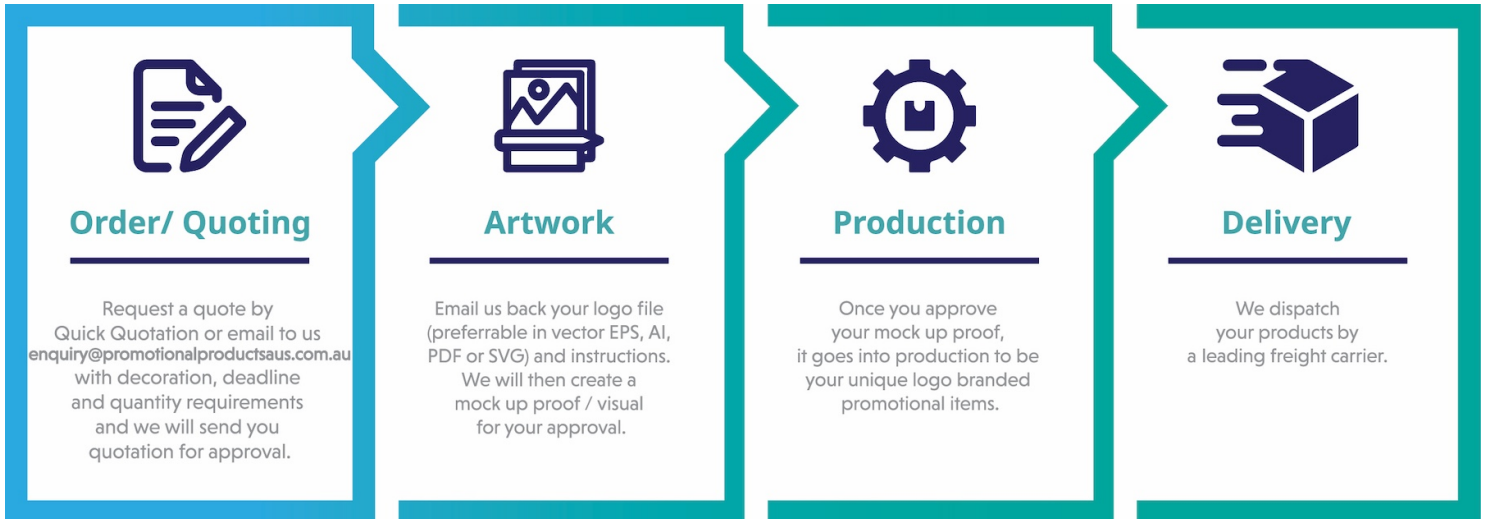 Order/ Quoting
Request a quote by
Quick Quotation or email to us
enquiry@promotionalproductsaus.com.au
with decoration, deadline
and quantity requirements
and we will send you
quotation for approval.
Artwork
Email us back your logo file
(preferrable in vector EPS, AI,
PDF or SVG) and instructions.
We will then create a
mock up proof / visual
for your approval.
Production
Once you approve
your mock up proof,
it goes into production to be
your unique logo branded
promotional items.
Delivery
We dispatch
your products by
a leading freight carrier.